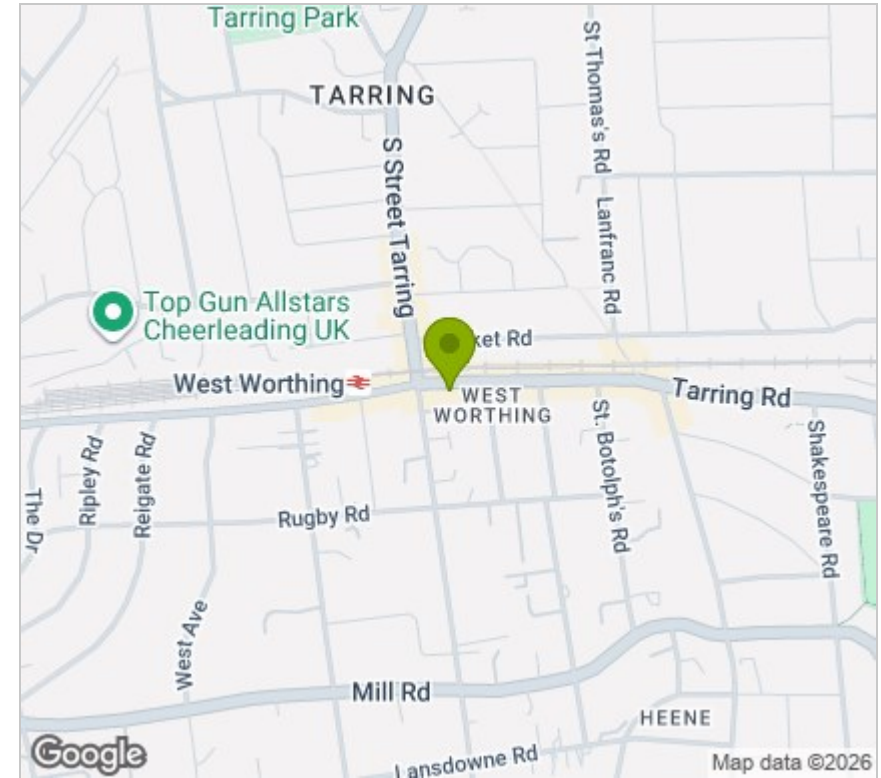 Tarring Park
TARRING
St Thomas's Rd
S Street Tarring
Lanfranc Rd
Top Gun Allstars
Cheerleading UK
ket Rd
West Worthing
WEST
WORTHING
Tarring Rd
St. Botolph's Rd
Shakespeare Rd
The Dr
Ripley Rd
Reigate Rd
Rugby Rd
West Ave
Mill Rd
HEENE
Lansdowne Rd
Google
Map data ©2026